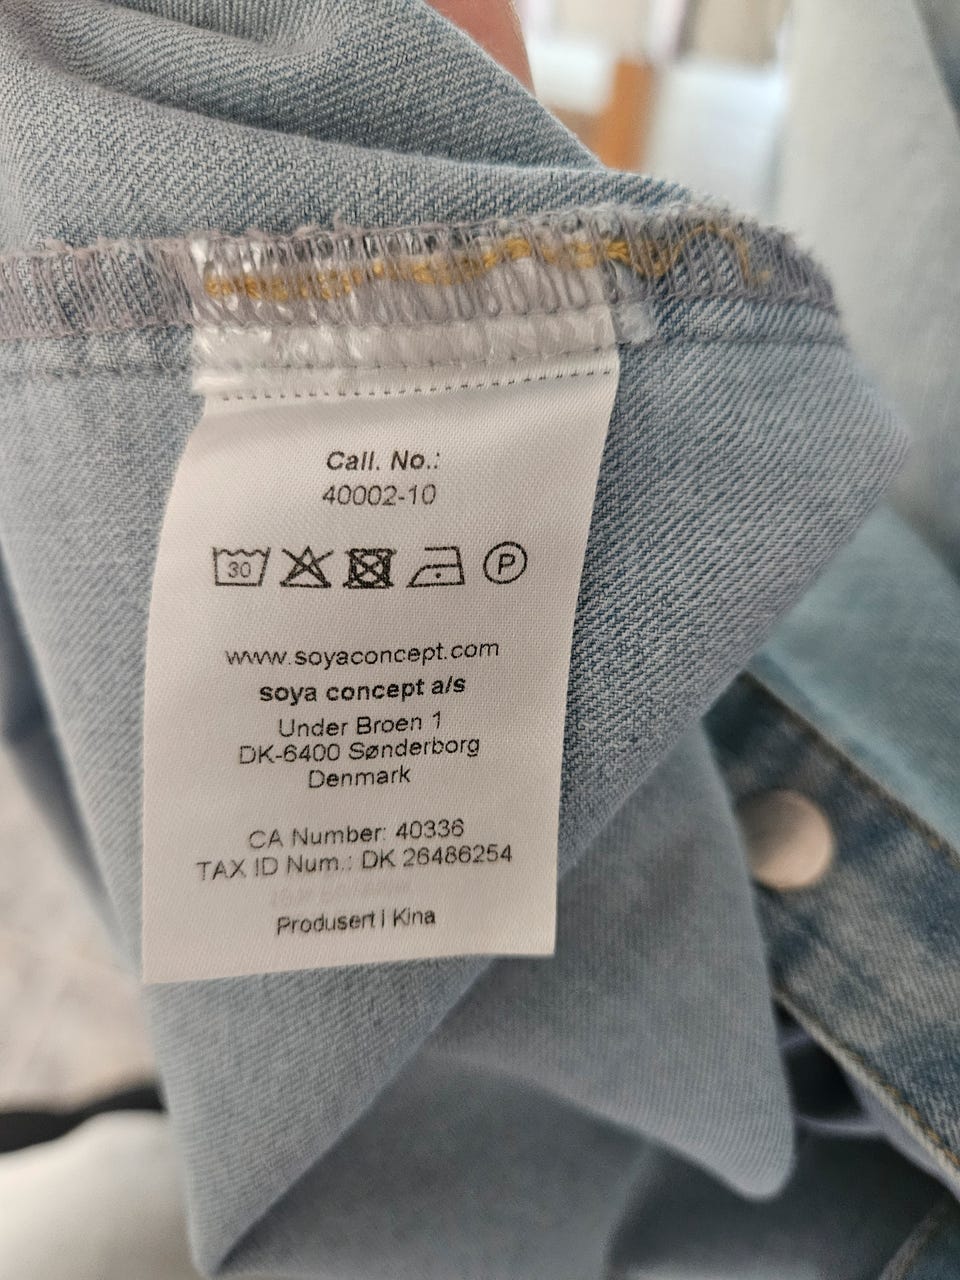 Call. No.:
40002-10
30 P
www.soyaconcept.com
soya concept a/s
Under Broen 1
DK-6400 Sønderborg
Denmark
CA Number: 40336
TAX ID Num.: DK 26486254
Produsert i Kina